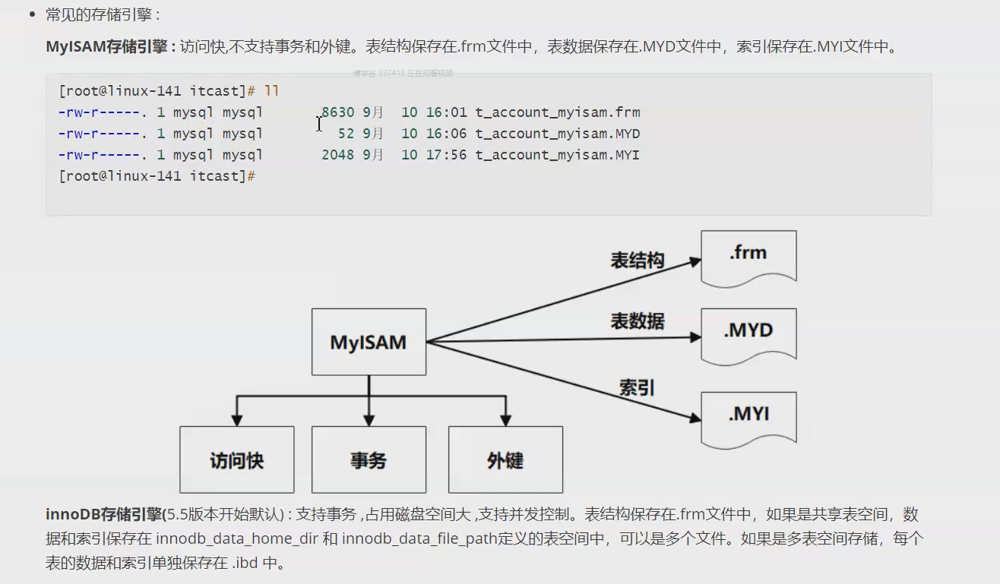 常见的存储引擎 :
MyISAM存储引擎 : 访问快,不支持事务和外键。表结构保存在.frm文件中，表数据保存在.MYD文件中，索引保存在.MYI文件中。
博学谷 337413 正在观看视频
[root@linux-141 itcast]# ll
-rw-r-----. 1 mysql mysql 8630 9月 10 16:01 t_account_myisam.frm
-rw-r-----. 1 mysql mysql 52 9月 10 16:06 t_account_myisam.MYD
-rw-r-----. 1 mysql mysql 2048 9月 10 17:56 t_account_myisam.MYI
[root@linux-141 itcast]#
表结构
.frm
表数据
.MYD
MyISAM
索引
.MYI
访问快
事务
外键
innoDB存储引擎(5.5版本开始默认) : 支持事务 ,占用磁盘空间大 ,支持并发控制。表结构保存在.frm文件中，如果是共享表空间，数
据和索引保存在 innodb_data_home_dir 和 innodb_data_file_path定义的表空间中，可以是多个文件。如果是多表空间存储，每个
表的数据和索引单独保存在 .ibd 中。